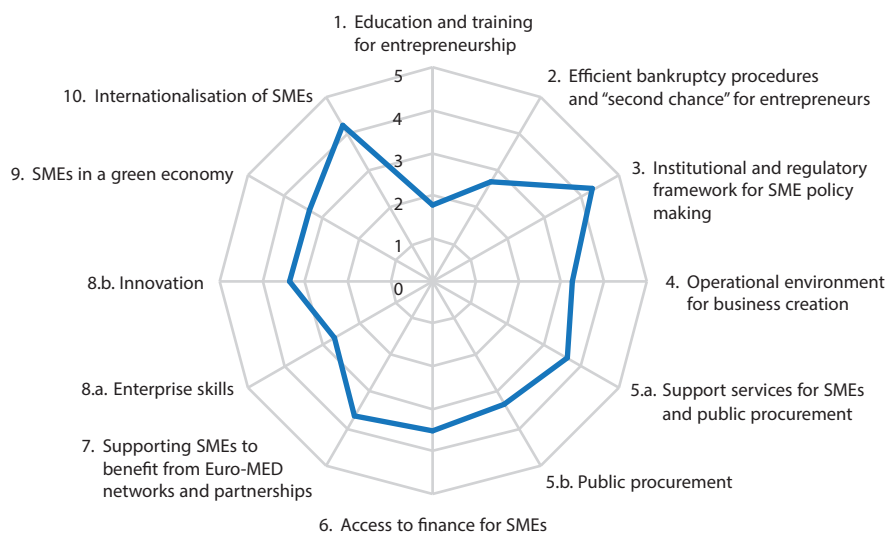 1. Education and training
for entrepreneurship
2. Efficient bankruptcy procedures
and “second chance” for entrepreneurs
3. Institutional and regulatory
framework for SME policy
making
4. Operational environment
for business creation
5.a. Support services for SMEs
and public procurement
5.b. Public procurement
6. Access to finance for SMEs
7. Supporting SMEs to
benefit from Euro-MED
networks and partnerships
8.a. Enterprise skills
8.b. Innovation
9. SMEs in a green economy
10. Internationalisation of SMEs
5
4
3
2
1
0